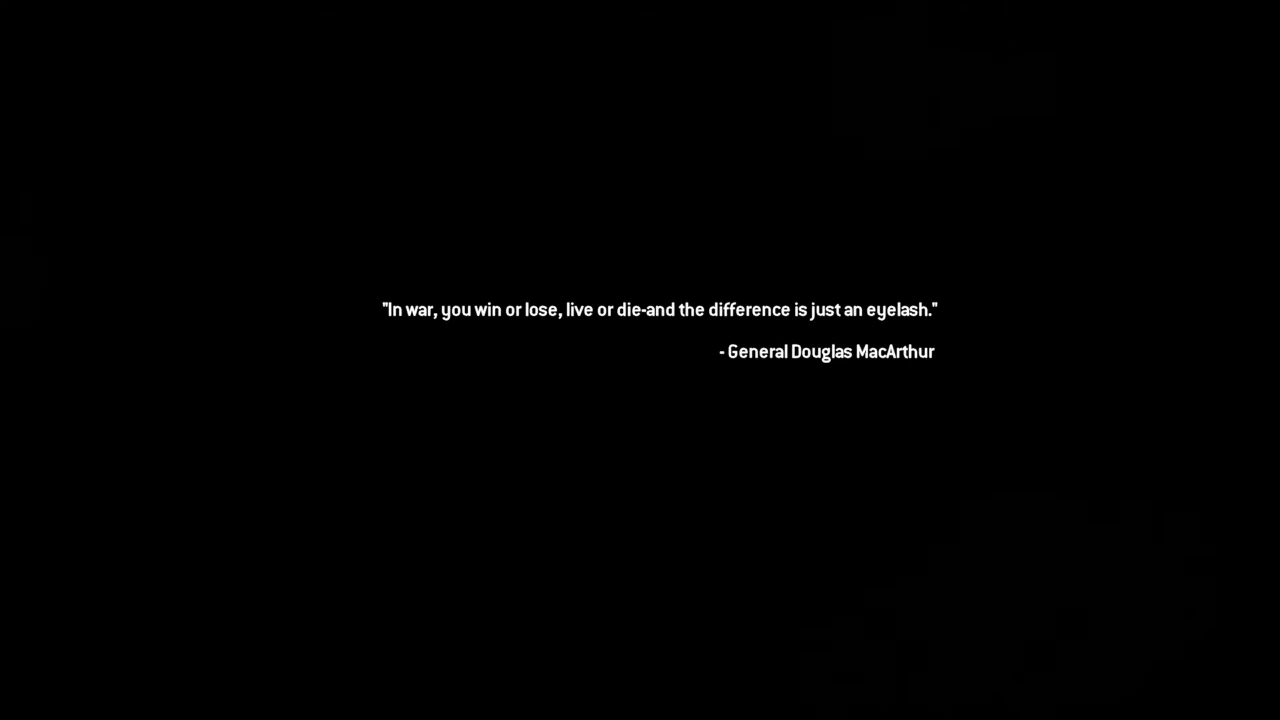 "In war, you win or lose, live or die-and the difference is just an eyelash."
- General Douglas MacArthur